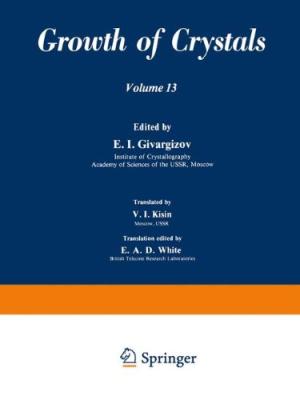 Growth of Crystals
Volume 13
Edited by
E. I. Givargizov
Institute of Crystallography
Academy of Sciences of the USSR, Moscow
Translated by
V. I. Kisin
Moscow, USSR
Translation edited by
E. A. D. White
British Telecom Research Laboratories
Springer